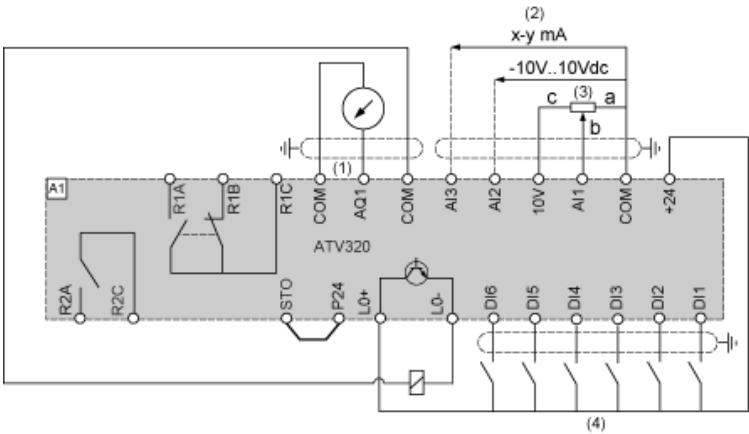 (2)
x-y mA
-10V..10Vdc
c (3) a
b
(1)
A1
R1A
R1B
R1C
COM
AQ1
COM
AI3
AI2
10V
AI1
COM
+24
ATV320
R2A
R2C
STO
P24
L0+
L0-
DI6
DI5
DI4
DI3
DI2
DI1
(4)